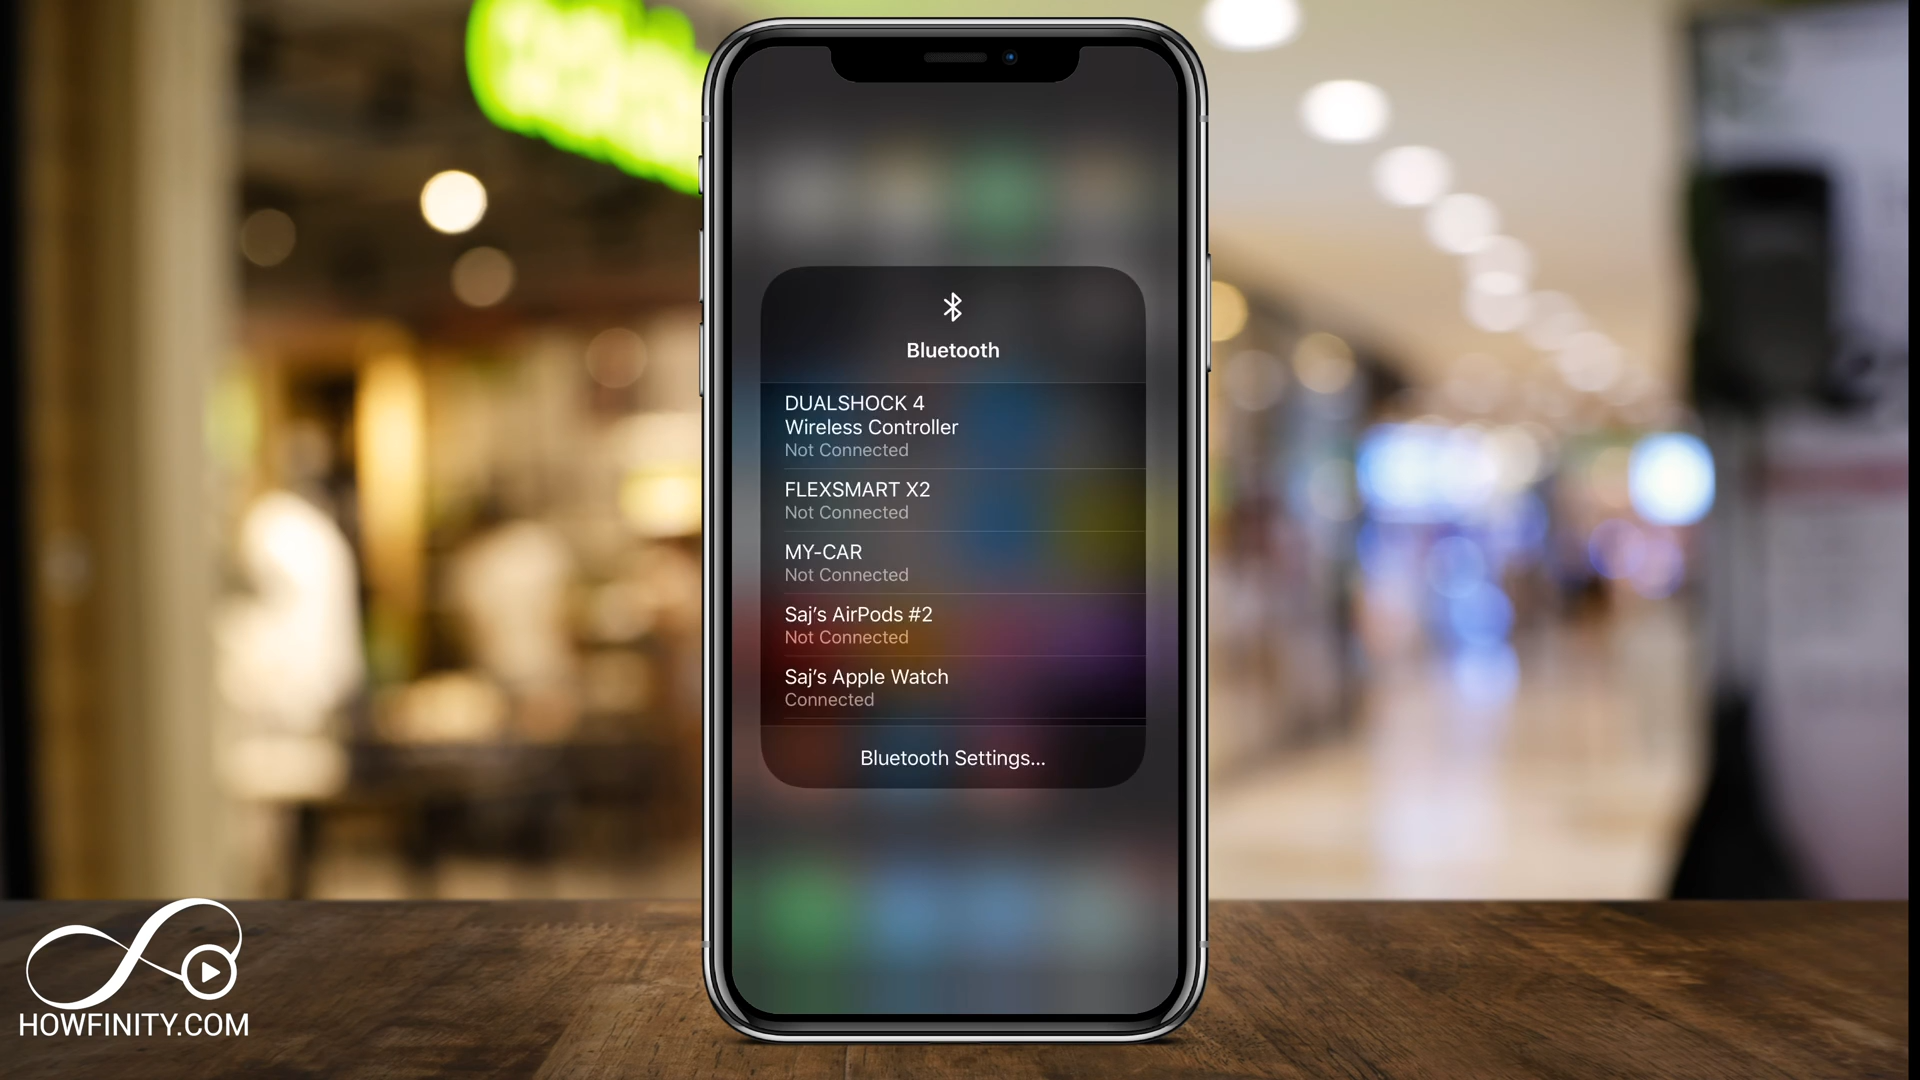 Bluetooth
DUALSHOCK 4
Wireless Controller
Not Connected
FLEXSMART X2
Not Connected
MY-CAR
Not Connected
Saj’s AirPods #2
Not Connected
Saj’s Apple Watch
Connected
Bluetooth Settings...
HOWFINITY.COM